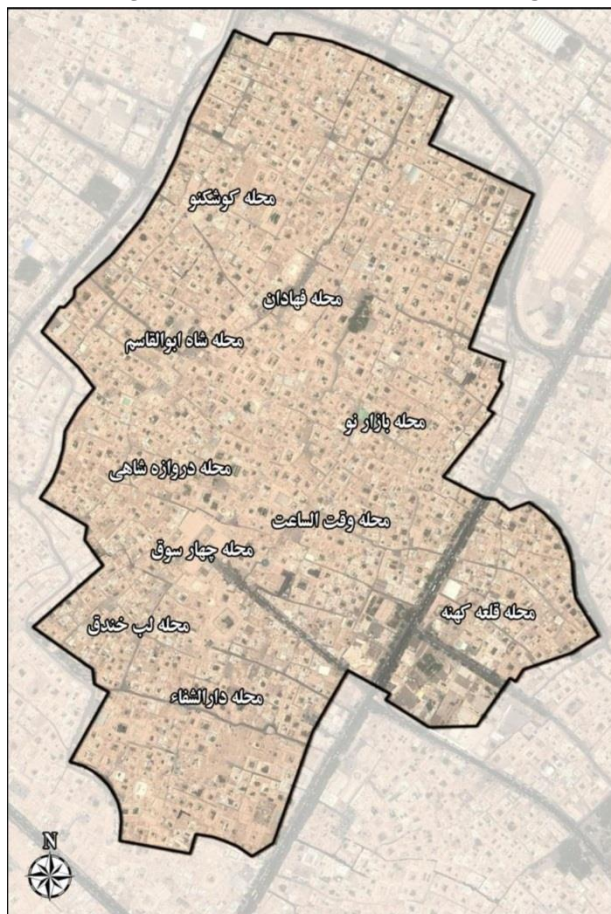 محله کوشکنو
محله فهادان
محله شاه ابوالقاسم
محله بازار نو
محله دروازه شاهی
محله وقت الساعت
محله چهار سوق
محله قلعه کهنه
محله لب خندق
محله دارالشفاء
N